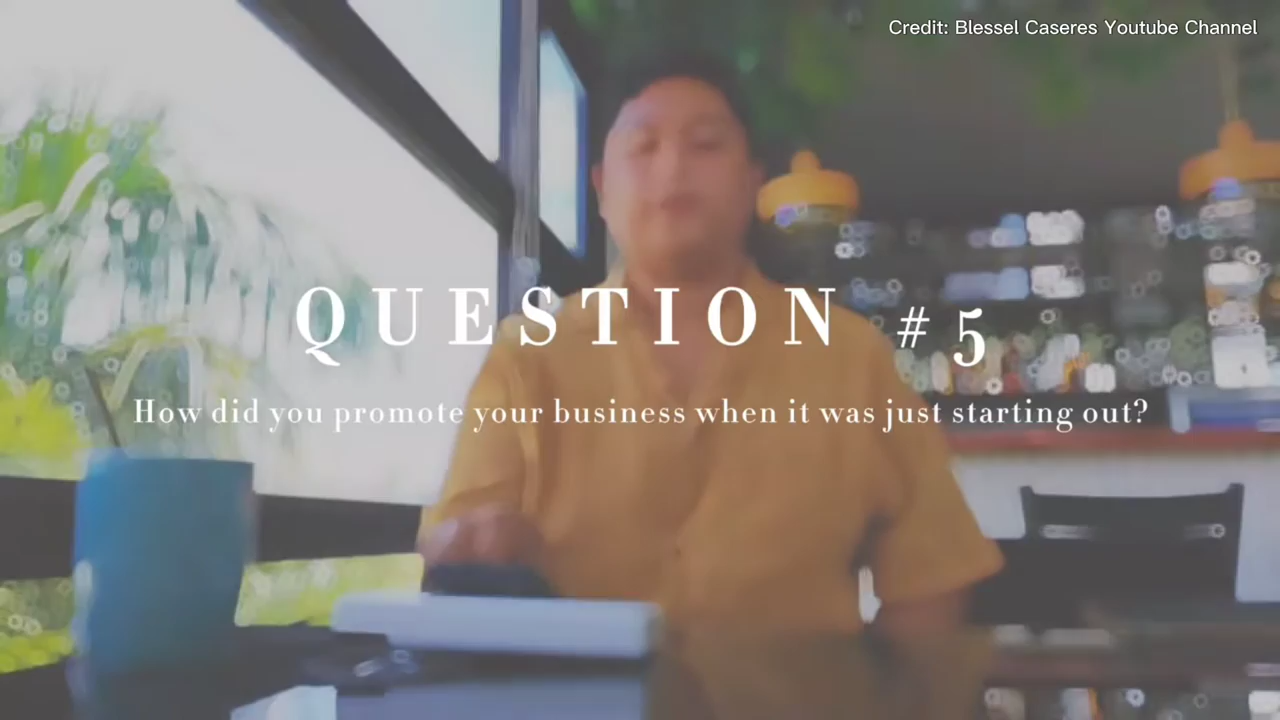 Credit: Blessel Caseres Youtube Channel
QUESTION #5
How did you promote your business when it was just starting out?